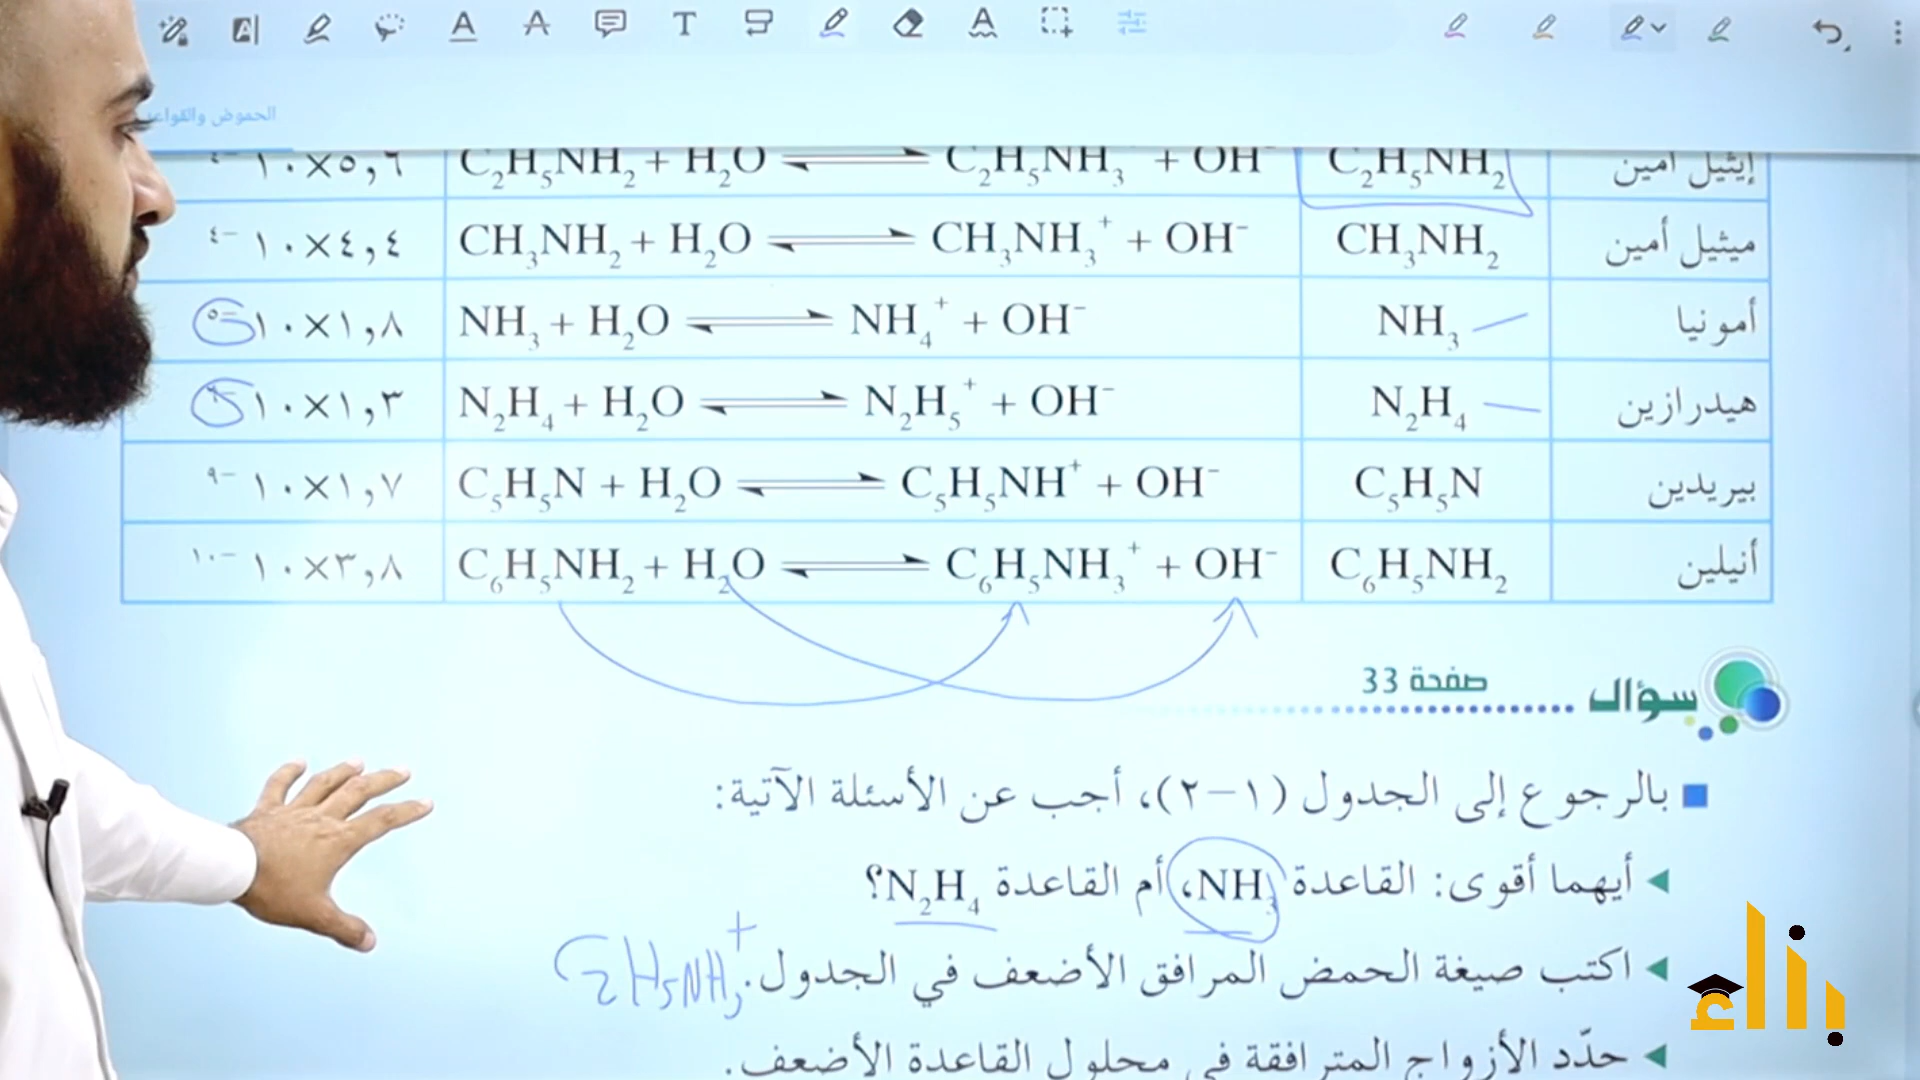 الحموض والقواعد
إيثيل أمين C₂H₅NH₂ C₂H₅NH₂ + H₂O ⇌ C₂H₅NH₃ + OH ٥,٦×١٠⁻٤
ميثيل أمين CH₃NH₂ CH₃NH₂ + H₂O ⇌ CH₃NH₃⁺ + OH⁻ ٤,٤×١٠⁻٤
أمونيا NH₃ NH₃ + H₂O ⇌ NH₄⁺ + OH⁻ ١,٨×١٠⁻٥
هيدرازين N₂H₄ N₂H₄ + H₂O ⇌ N₂H₅⁺ + OH⁻ ١,٣×١٠⁻٦
بيريدين C₅H₅N C₅H₅N + H₂O ⇌ C₅H₅NH⁺ + OH⁻ ١,٧×١٠⁻٩
أنيلين C₆H₅NH₂ C₆H₅NH₂ + H₂O ⇌ C₆H₅NH₃⁺ + OH⁻ ٣,٨×١٠⁻١٠
سؤال صفحة 33
بالرجوع إلى الجدول (١–٢)، أجب عن الأسئلة الآتية:
أيهما أقوى: القاعدة NH₃، أم القاعدة N₂H₄؟
اكتب صيغة الحمض المرافق الأضعف في الجدول. C₂H₅NH₃⁺
حدّد الأزواج المترافقة في محلول القاعدة الأضعف.
بناء